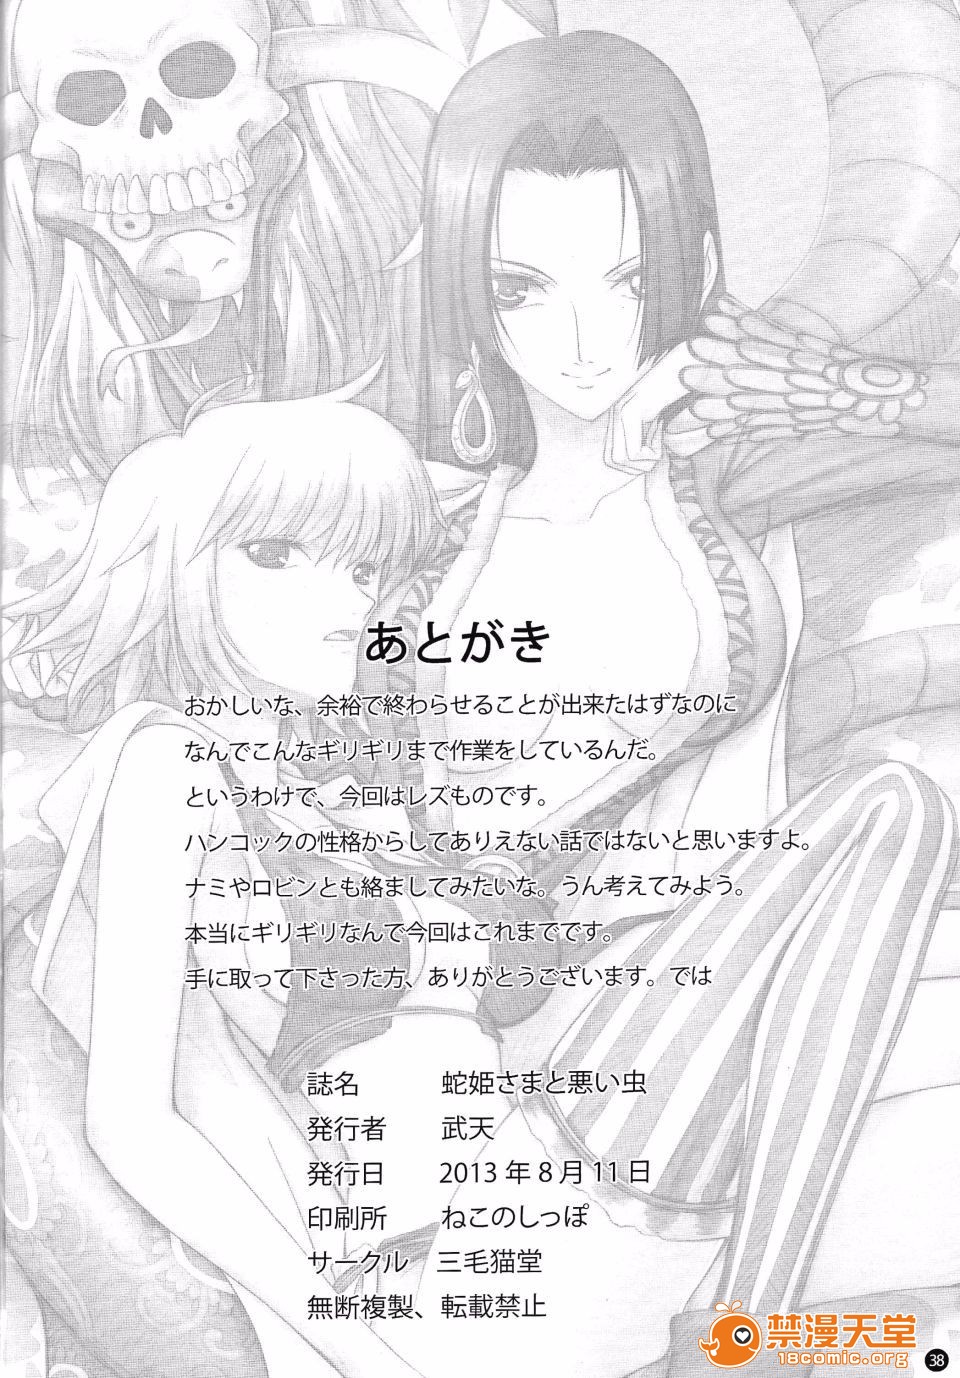 あとがき
おかしいな、余裕で終わらせることが出来たはずなのに
なんでこんなギリギリまで作業をしているんだ。
というわけで、今回はレズものです。
ハンコックの性格からしてありえない話ではないと思いますよ。
ナミやロビンとも絡ましてみたいな。うん考えてみよう。
本当にギリギリなんで今回はこれまでです。
手に取って下さった方、ありがとうございます。では
誌名 蛇姫さまと悪い虫
発行者 武天
発行日 2013年8月11日
印刷所 ねこのしっぽ
サークル 三毛猫堂
無断複製、転載禁止
禁漫天堂
18comic.org
38